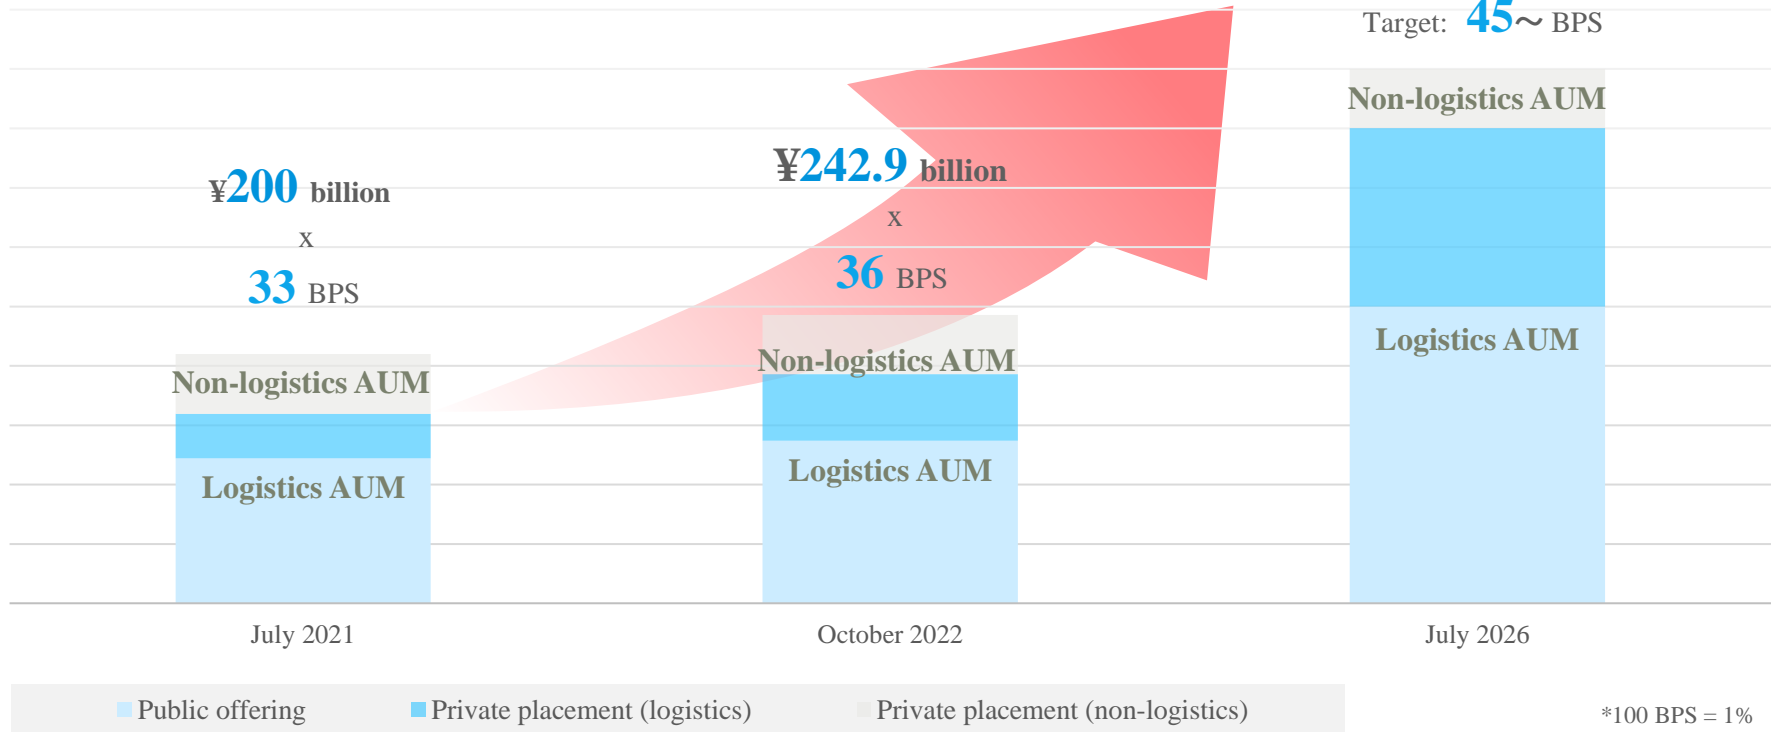 Target: 45～ BPS
Non-logistics AUM
Logistics AUM
¥242.9 billion
x
36 BPS
Non-logistics AUM
Logistics AUM
¥200 billion
x
33 BPS
Non-logistics AUM
Logistics AUM
July 2021
October 2022
July 2026
Public offering
Private placement (logistics)
Private placement (non-logistics)
*100 BPS = 1%